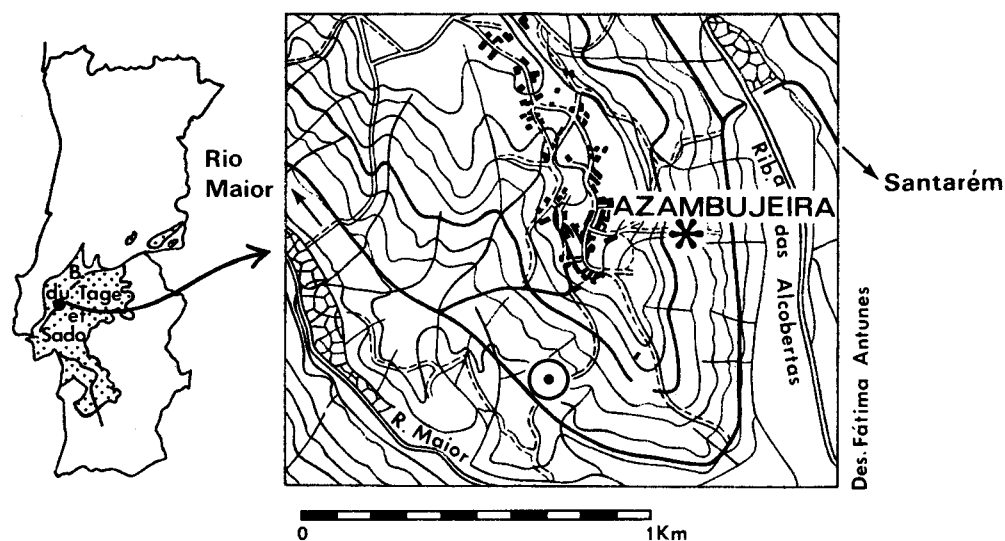 Rio
Maior
B.
du Tage
et
Sado
AZAMBUJEIRA
Santarém
Rib.a das Alcobertas
R. Maior
Des. Fátima Antunes
0 1Km